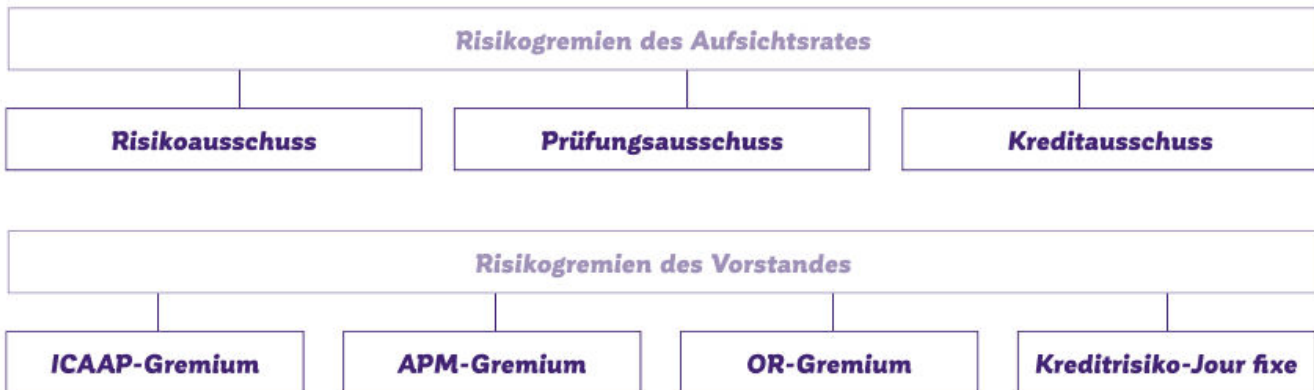 Risikogremien des Aufsichtsrates
Risikoausschuss
Prüfungsausschuss
Kreditausschuss
Risikogremien des Vorstandes
ICAAP-Gremium
APM-Gremium
OR-Gremium
Kreditrisiko-Jour fixe